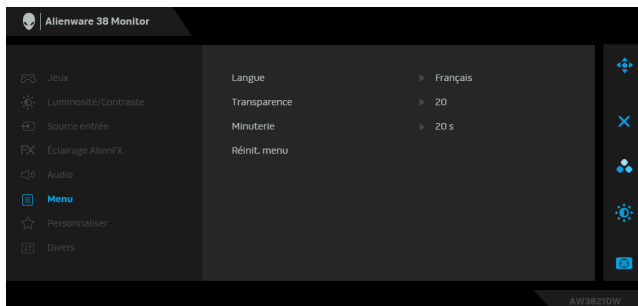 Alienware 38 Monitor
Jeux
Luminosité/Contraste
Source entrée
Éclairage AlienFX
Audio
Menu
Personnaliser
Divers
Langue Français
Transparence 20
Minuterie 20 s
Réinit. menu
AW3821DW